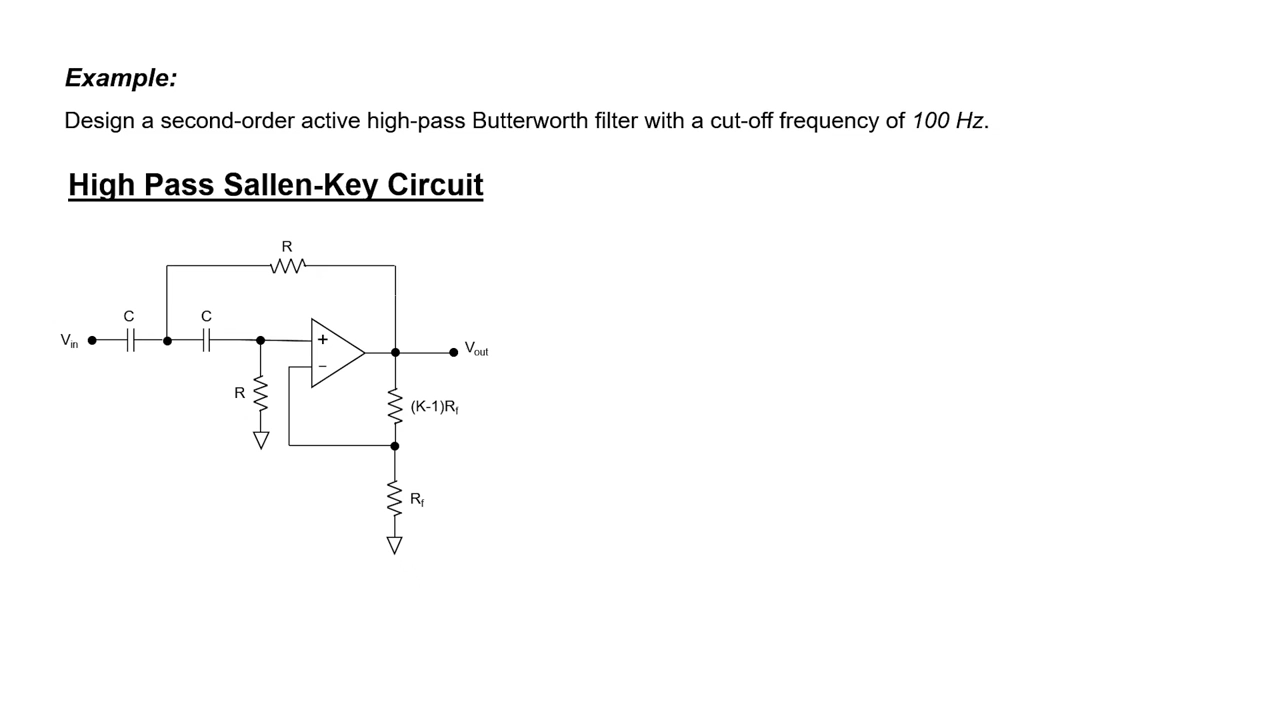 Example:
Design a second-order active high-pass Butterworth filter with a cut-off frequency of 100 Hz.
High Pass Sallen-Key Circuit
R
C
C
Vin
+
Vout
−
R
(K-1)Rf
Rf